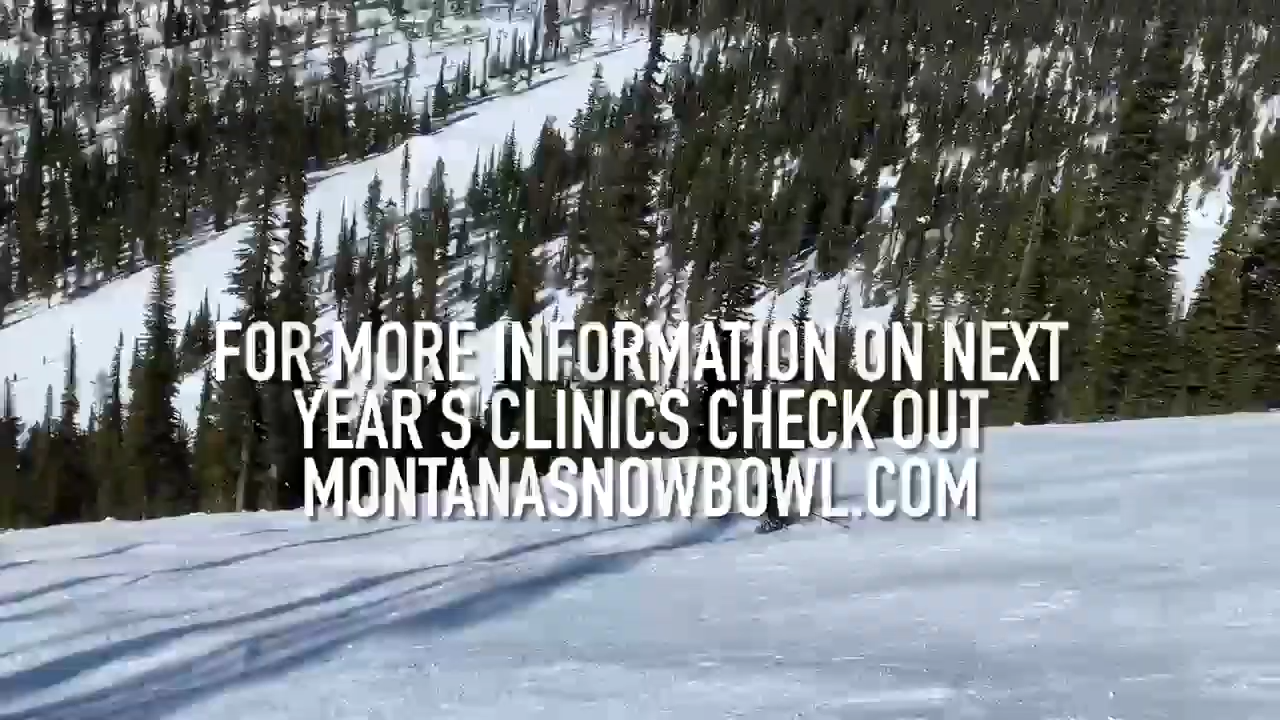 FOR MORE INFORMATION ON NEXT
YEAR'S CLINICS CHECK OUT
MONTANASNOWBOWL.COM